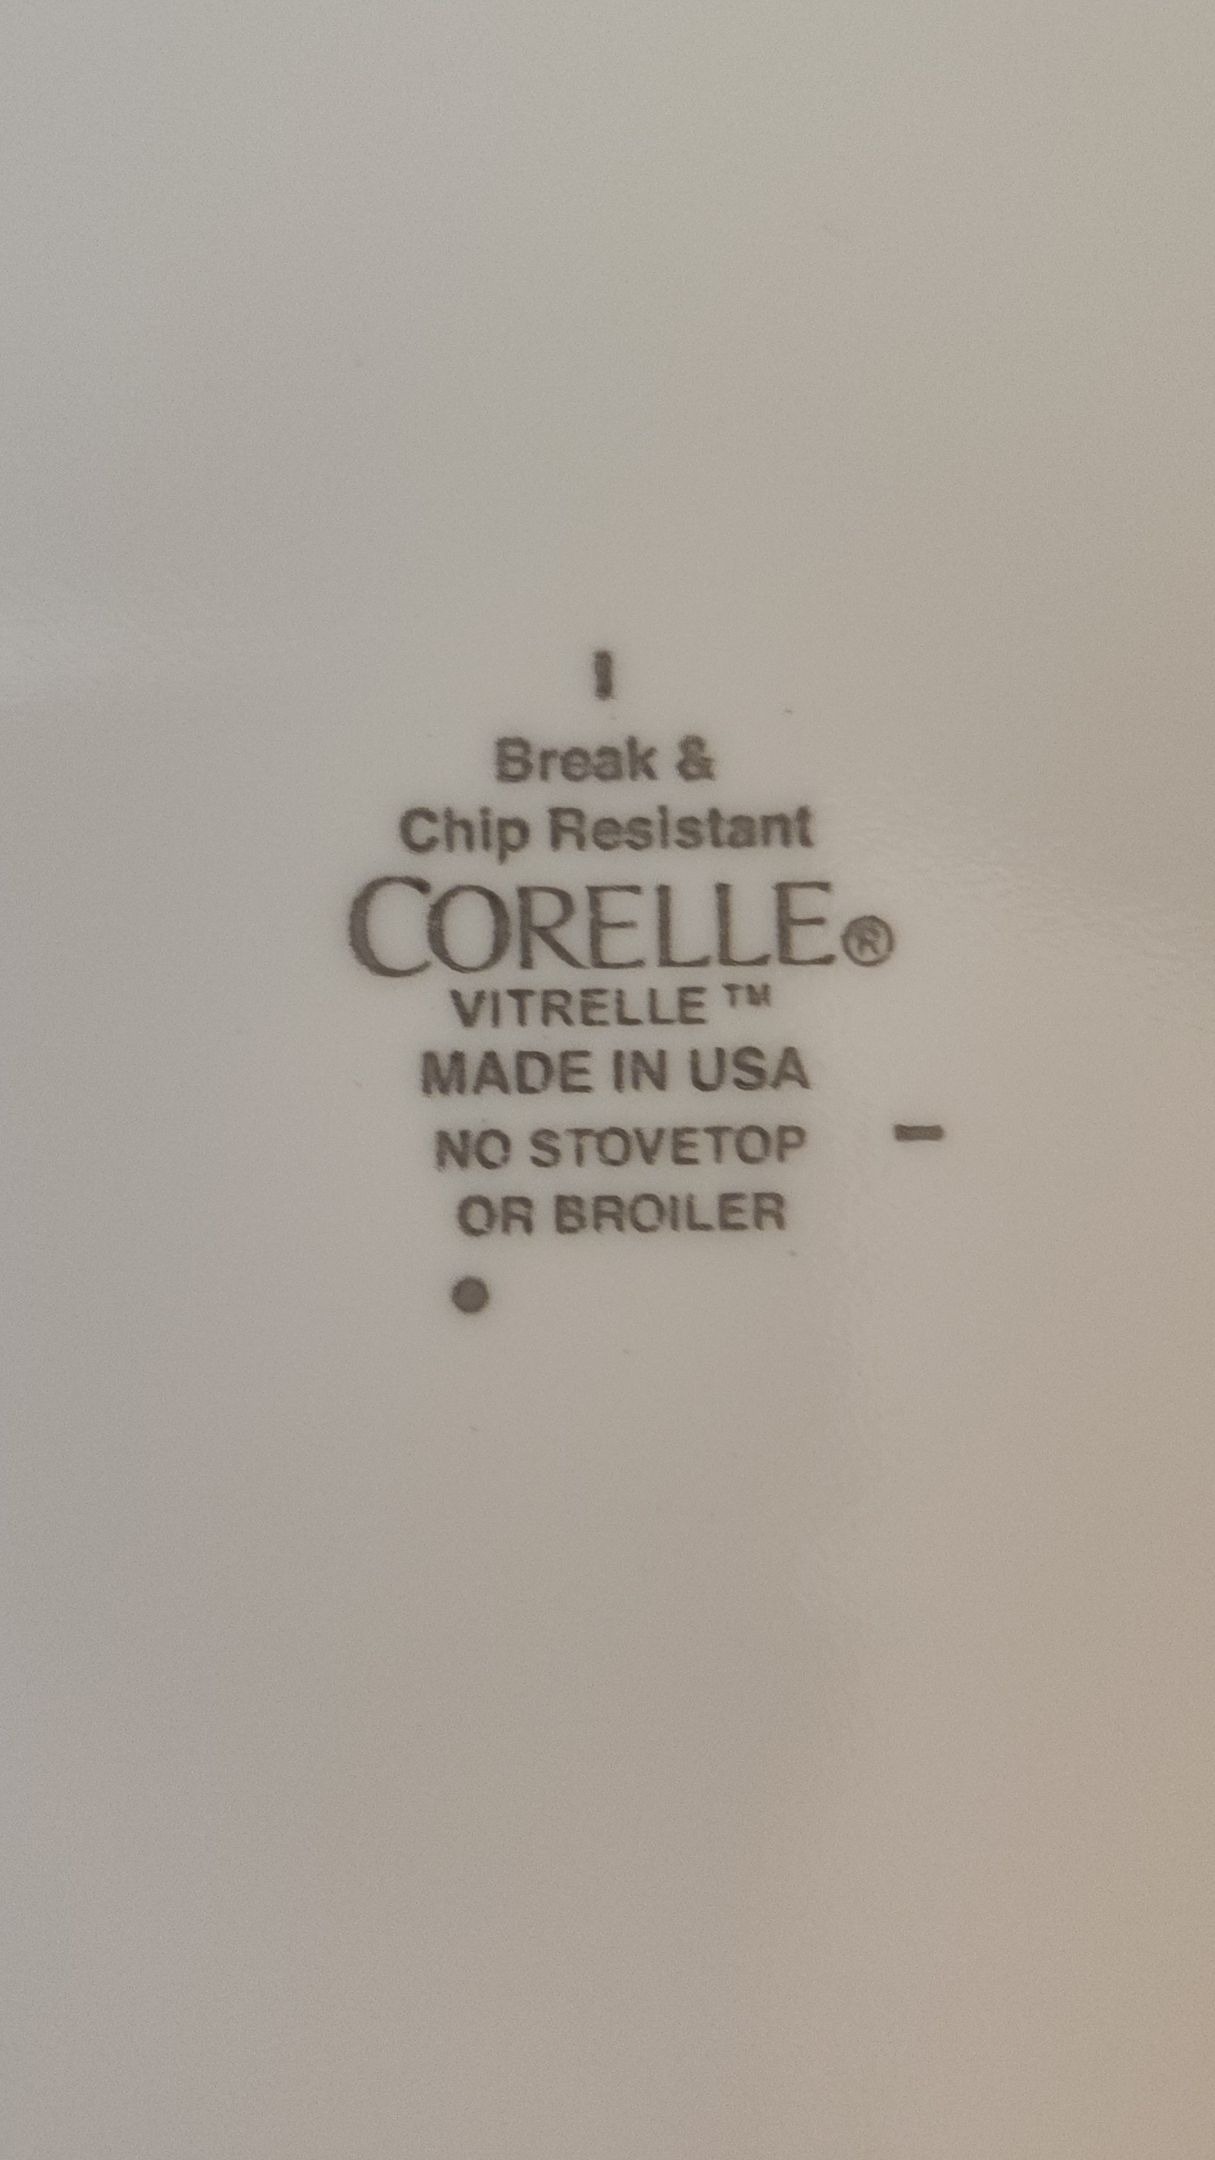 Break &
Chip Resistant
CORELLE®
VITRELLE™
MADE IN USA
NO STOVETOP
OR BROILER